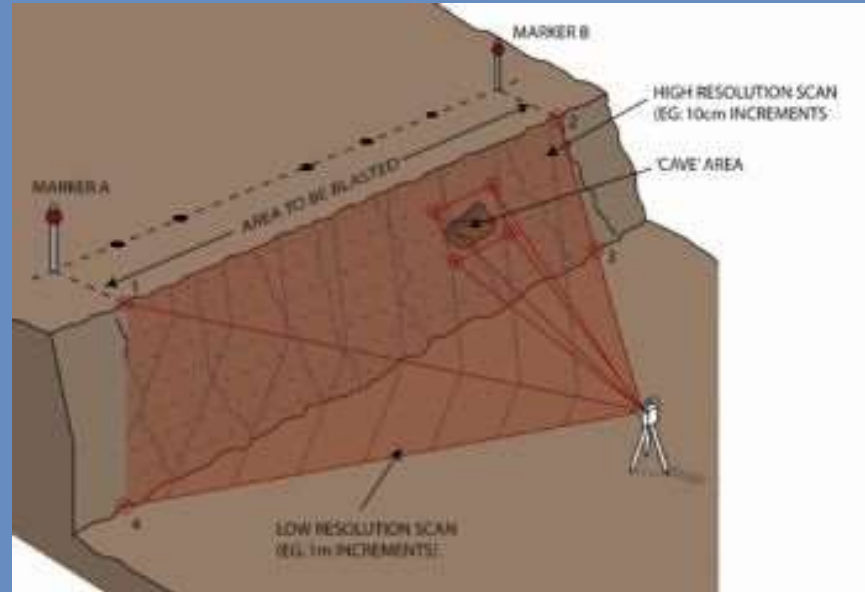 MARKER B
HIGH RESOLUTION SCAN
(EG: 10cm INCREMENTS
'CAVE' AREA
MARKER A
AREA TO BE BLASTED
1
2
3
4
LOW RESOLUTION SCAN
(EG: 1m INCREMENTS)